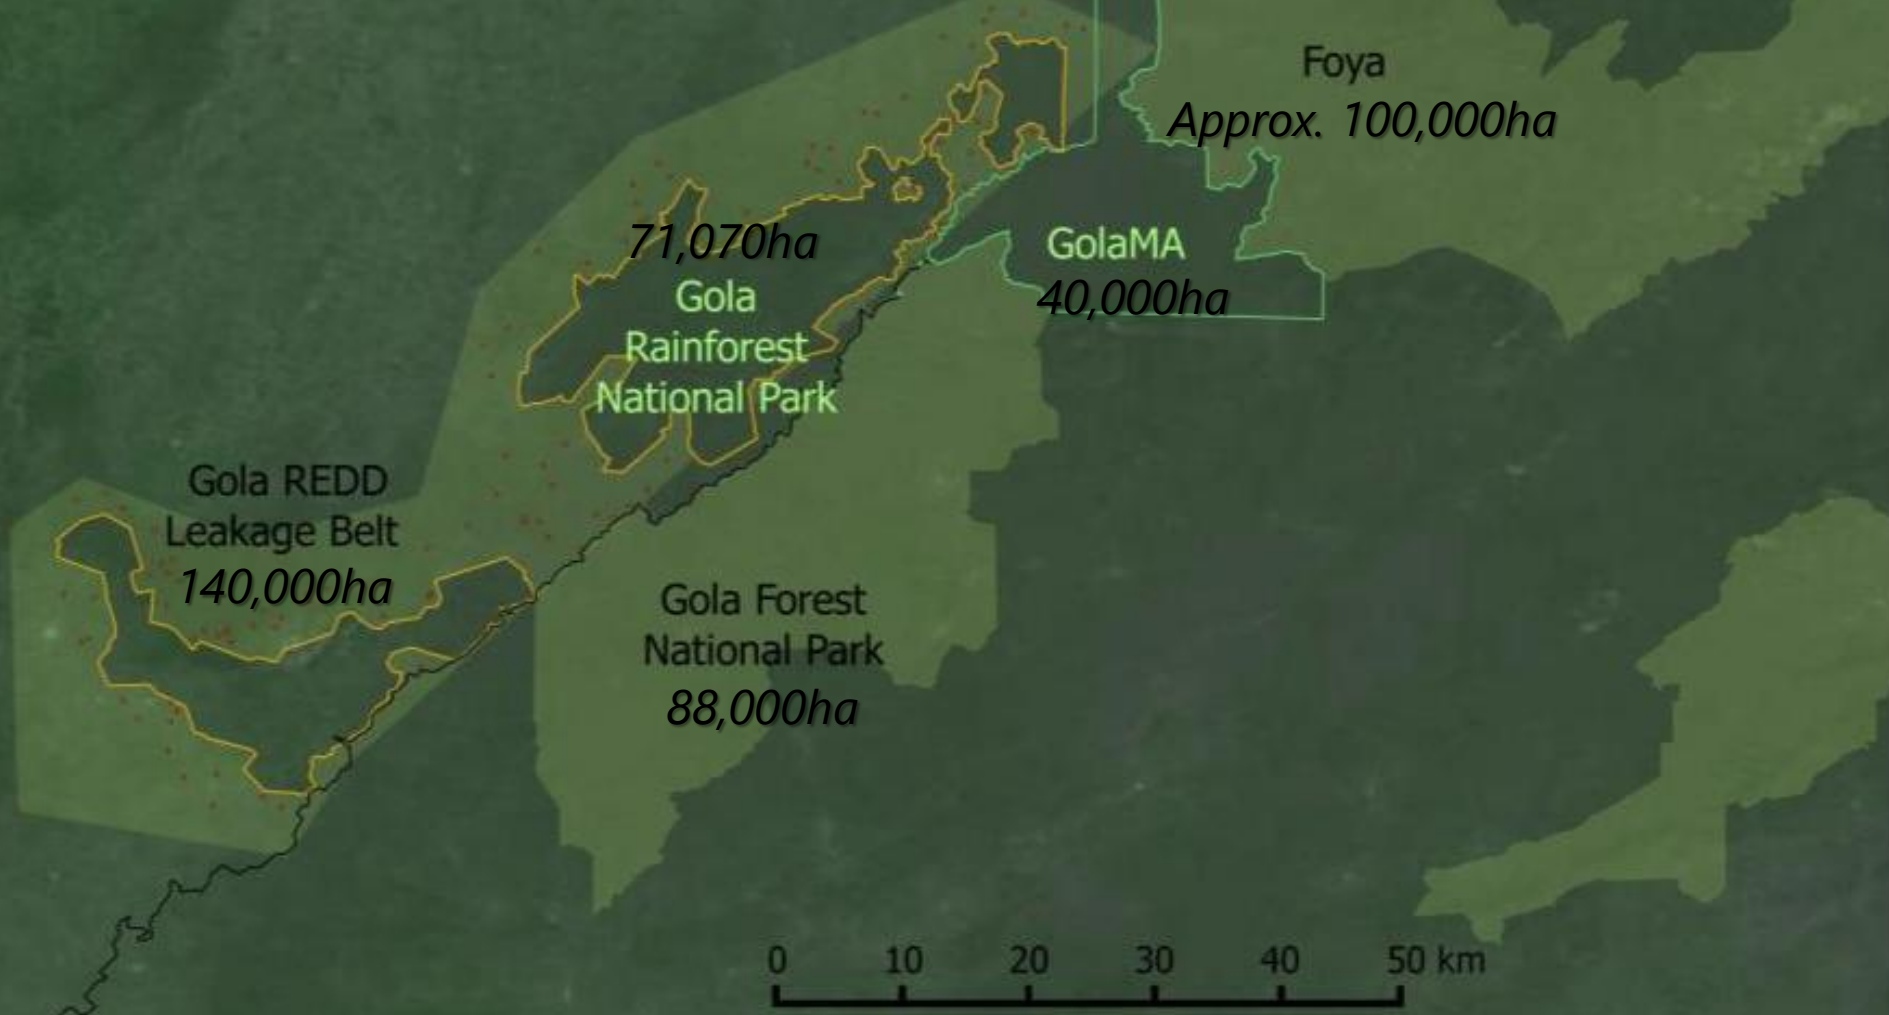 Foya
Approx. 100,000ha
71,070ha
Gola
Rainforest
National Park
GolaMA
40,000ha
Gola REDD
Leakage Belt
140,000ha
Gola Forest
National Park
88,000ha
0 10 20 30 40 50 km